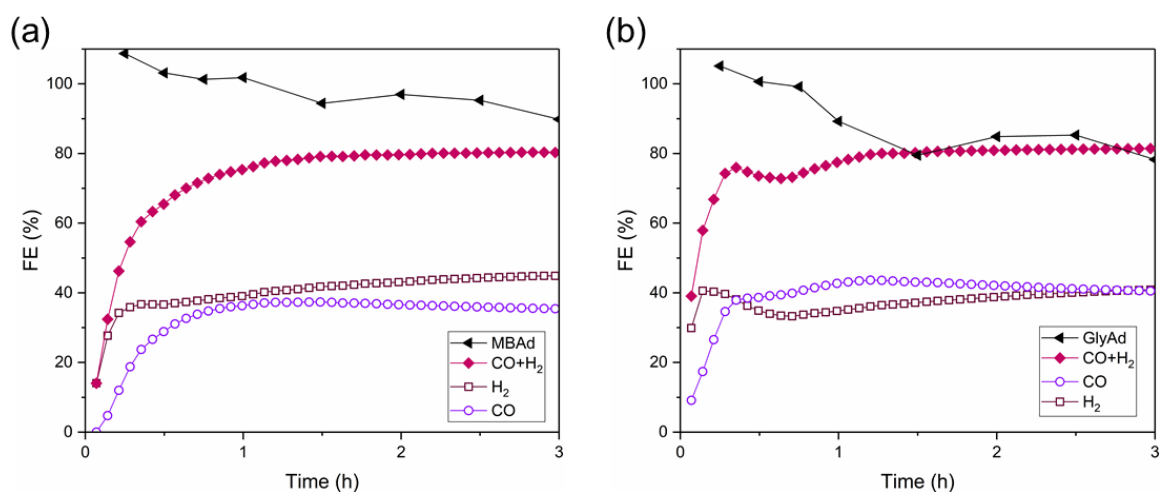 (a)
FE (%)
100
80
60
40
20
0
0
1
2
3
Time (h)
MBAd
CO+H₂
H₂
CO
(b)
FE (%)
100
80
60
40
20
0
0
1
2
3
Time (h)
GlyAd
CO+H₂
CO
H₂